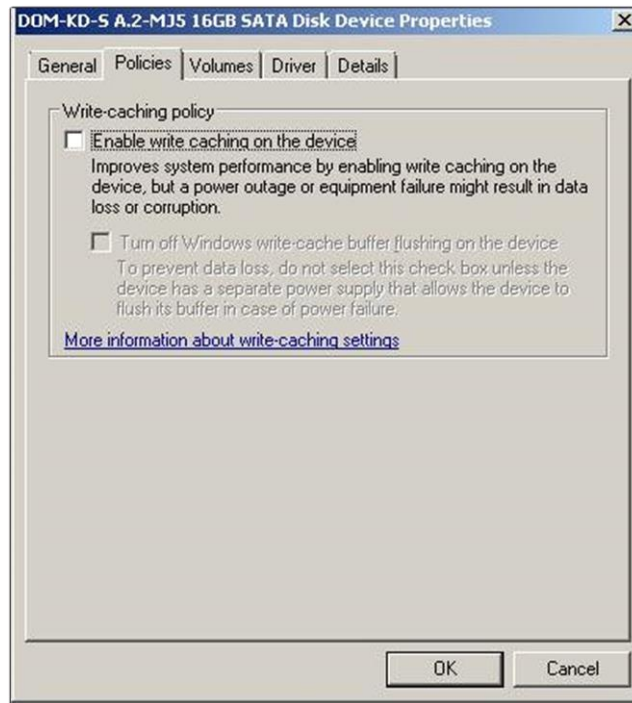 DOM-KD-S A.2-MJ5 16GB SATA Disk Device Properties
General Policies Volumes Driver Details
Write-caching policy
Enable write caching on the device
Improves system performance by enabling write caching on the
device, but a power outage or equipment failure might result in data
loss or corruption.
Turn off Windows write-cache buffer flushing on the device
To prevent data loss, do not select this check box unless the
device has a separate power supply that allows the device to
flush its buffer in case of power failure.
More information about write-caching settings
OK Cancel